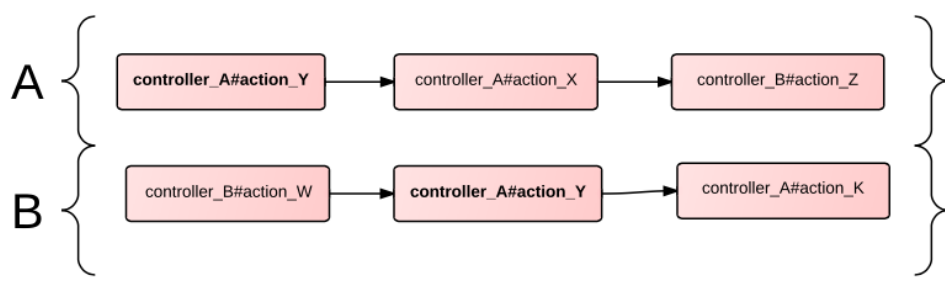 A
controller_A#action_Y
controller_A#action_X
controller_B#action_Z
B
controller_B#action_W
controller_A#action_Y
controller_A#action_K